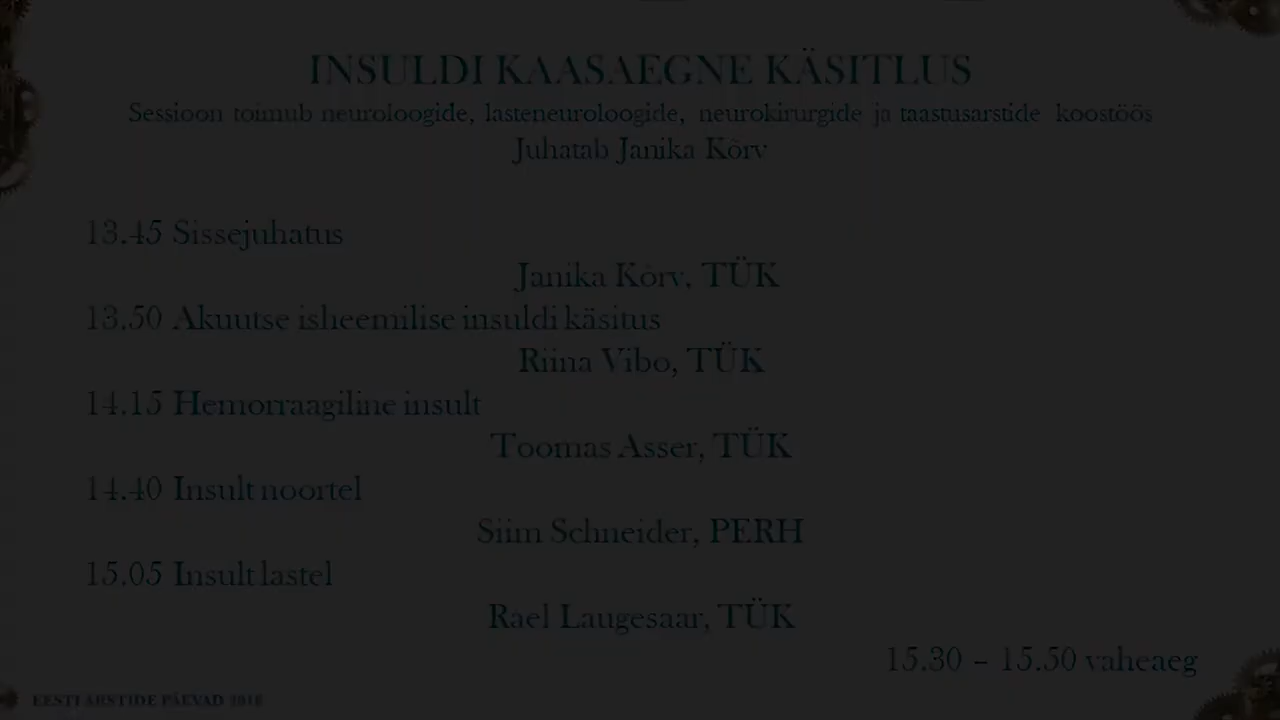 INSULDI KAASAEGNE KÄSITLUS
Sessioon toimub neuroloogide, lasteneuroloogide, neurokirurgide ja taastusarstide koostöös
Juhatab Janika Kõrv
13.45 Sissejuhatus
Janika Kõrv, TÜK
13.50 Akuutse isheemilise insuldi käsitus
Riina Vibo, TÜK
14.15 Hemorraagiline insult
Toomas Asser, TÜK
14.40 Insult noortel
Siim Schneider, PERH
15.05 Insult lastel
Rael Laugesaar, TÜK
15.30 – 15.50 vaheaeg
EESTI ARSTIDE PÄEVAD